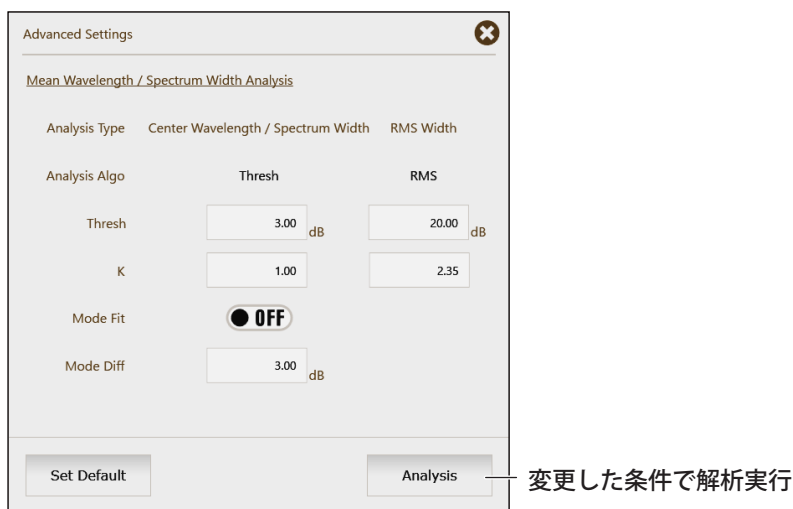 Advanced Settings
Mean Wavelength / Spectrum Width Analysis
Analysis Type Center Wavelength / Spectrum Width RMS Width
Analysis Algo Thresh RMS
Thresh 3.00 dB 20.00 dB
K 1.00 2.35
Mode Fit OFF
Mode Diff 3.00 dB
Set Default Analysis 変更した条件で解析実行